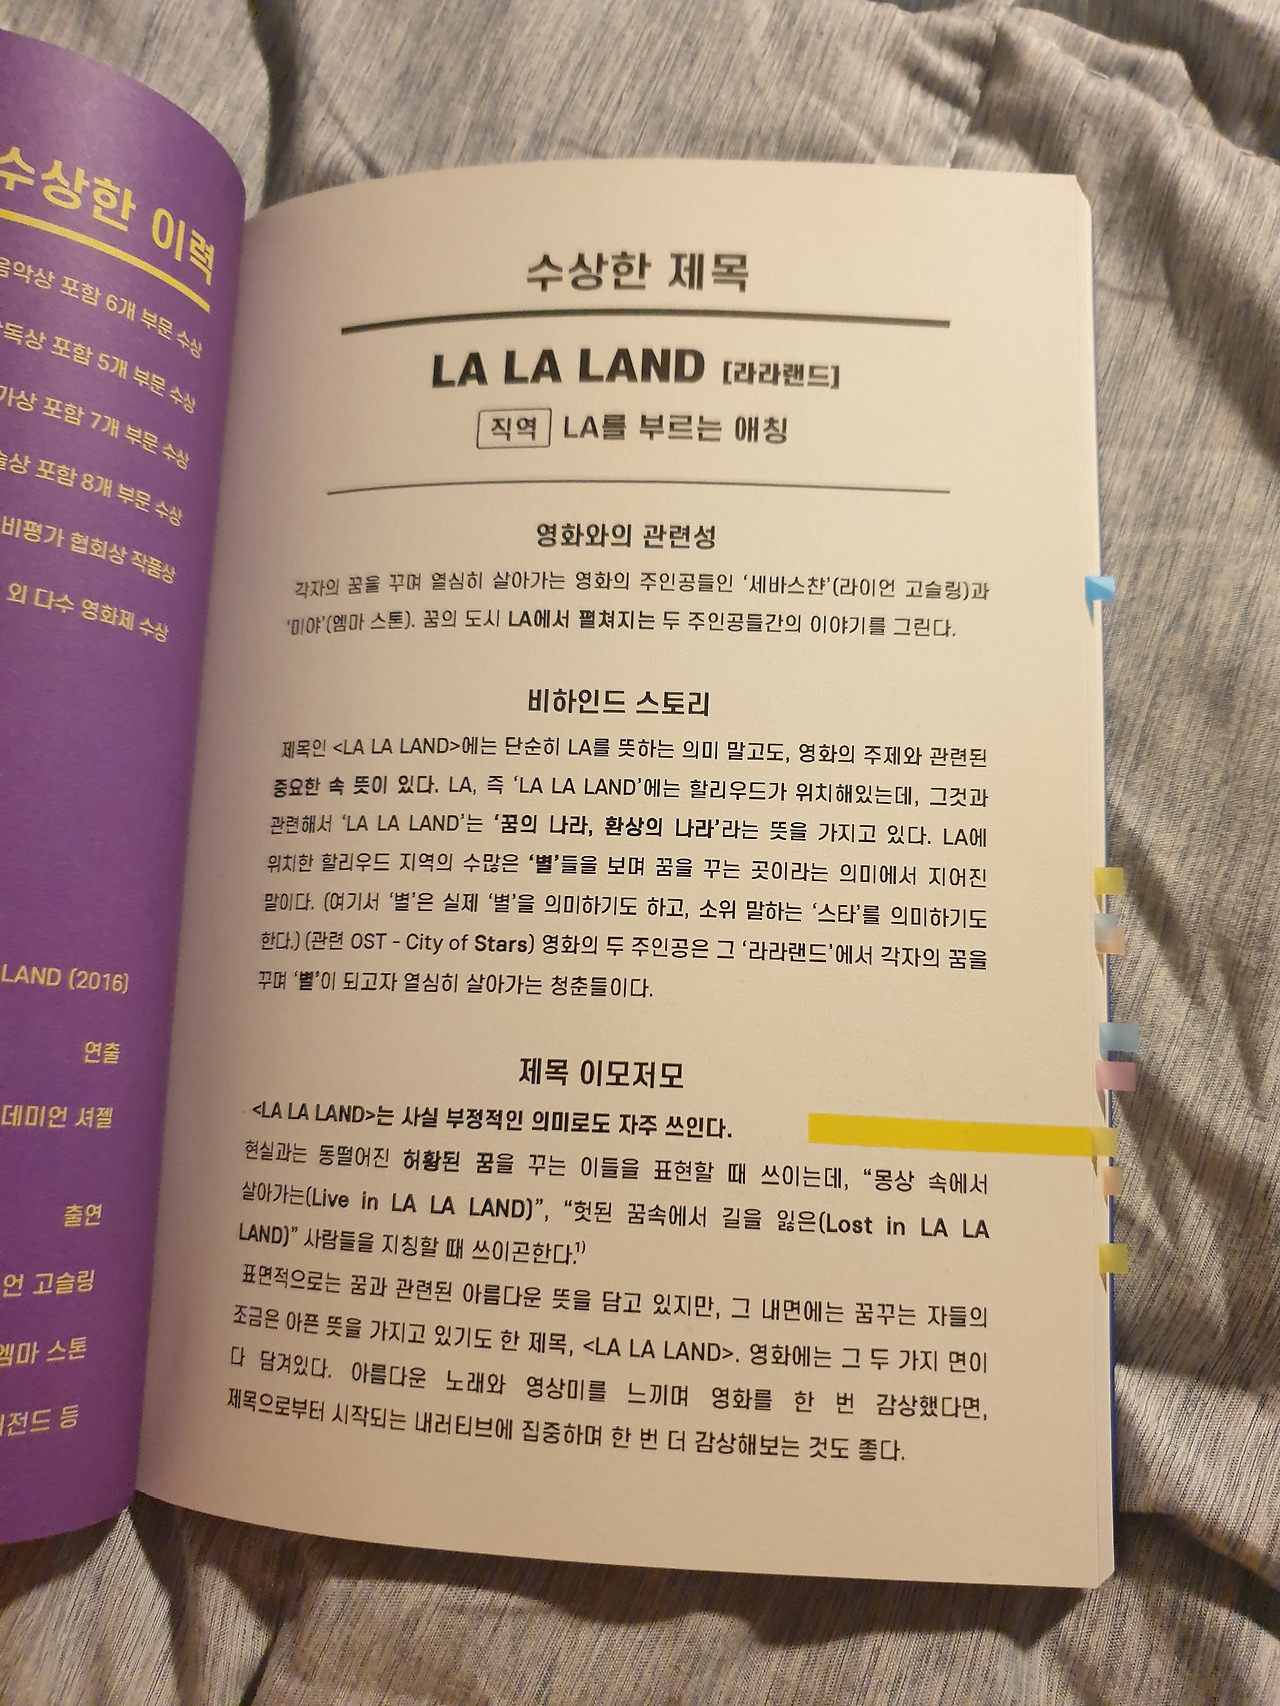 수상한 이력
음악상 포함 6개 부문 수상
감독상 포함 5개 부문 수상
포함 7개 부문 수상
포함 8개 부문 수상
비평가 협회상 작품상
외 다수 영화제 수상
LAND (2016)
연출
데미언 셔젤
출연
고슬링
엠마 스톤
등
수상한 제목
LA LA LAND [라라랜드]
직역 LA를 부르는 애칭
영화와의 관련성
각자의 꿈을 꾸며 열심히 살아가는 영화의 주인공들인 ‘세바스챤’(라이언 고슬링)과
‘미아’(엠마 스톤). 꿈의 도시 LA에서 펼쳐지는 두 주인공들간의 이야기를 그린다.
비하인드 스토리
제목인 <LA LA LAND>에는 단순히 LA를 뜻하는 의미 말고도, 영화의 주제와 관련된
중요한 속 뜻이 있다. LA, 즉 ‘LA LA LAND’에는 할리우드가 위치해있는데, 그것과
관련해서 ‘LA LA LAND’는 ‘꿈의 나라, 환상의 나라’라는 뜻을 가지고 있다. LA에
위치한 할리우드 지역의 수많은 ‘별’들을 보며 꿈을 꾸는 곳이라는 의미에서 지어진
말이다. (여기서 ‘별’은 실제 ‘별’을 의미하기도 하고, 소위 말하는 ‘스타’를 의미하기도
한다.) (관련 OST - City of Stars) 영화의 두 주인공은 그 ‘라라랜드’에서 각자의 꿈을
꾸며 ‘별’이 되고자 열심히 살아가는 청춘들이다.
제목 이모저모
<LA LA LAND>는 사실 부정적인 의미로도 자주 쓰인다.
현실과는 동떨어진 허황된 꿈을 꾸는 이들을 표현할 때 쓰이는데, “몽상 속에서
살아가는(Live in LA LA LAND)”, “헛된 꿈속에서 길을 잃은(Lost in LA LA
LAND)” 사람들을 지칭할 때 쓰이곤한다.1)
표면적으로는 꿈과 관련된 아름다운 뜻을 담고 있지만, 그 내면에는 꿈꾸는 자들의
조금은 아픈 뜻을 가지고 있기도 한 제목, <LA LA LAND>. 영화에는 그 두 가지 면이
다 담겨있다. 아름다운 노래와 영상미를 느끼며 영화를 한 번 감상했다면,
제목으로부터 시작되는 내러티브에 집중하며 한 번 더 감상해보는 것도 좋다.